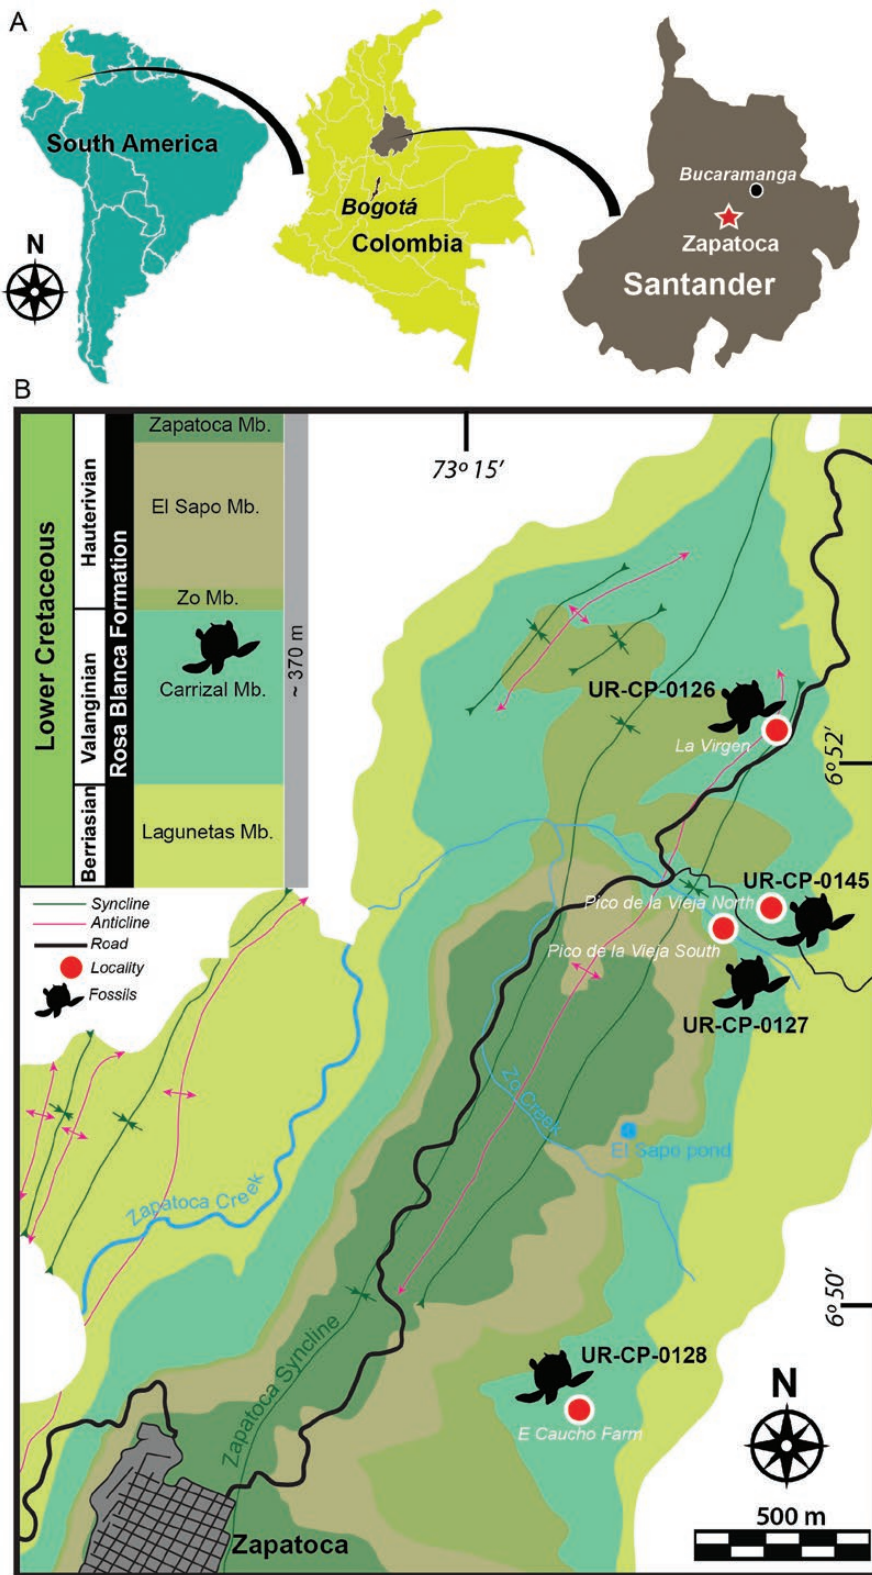 A
South America
N
Bogotá
Colombia
Bucaramanga
Zapatoca
Santander
B
Lower Cretaceous
Hauterivian
Valanginian
Berriasian
Rosa Blanca Formation
Zapatoca Mb.
El Sapo Mb.
Zo Mb.
Carrizal Mb.
Lagunetas Mb.
~ 370 m
Syncline
Anticline
Road
Locality
Fossils
73º 15′
UR-CP-0126
La Virgen
6º 52′
UR-CP-0145
Pico de la Vieja North
Pico de la Vieja South
UR-CP-0127
Zo Creek
El Sapo pond
Zapatoca Creek
6º 50′
Zapatoca Syncline
UR-CP-0128
E Caucho Farm
N
500 m
Zapatoca